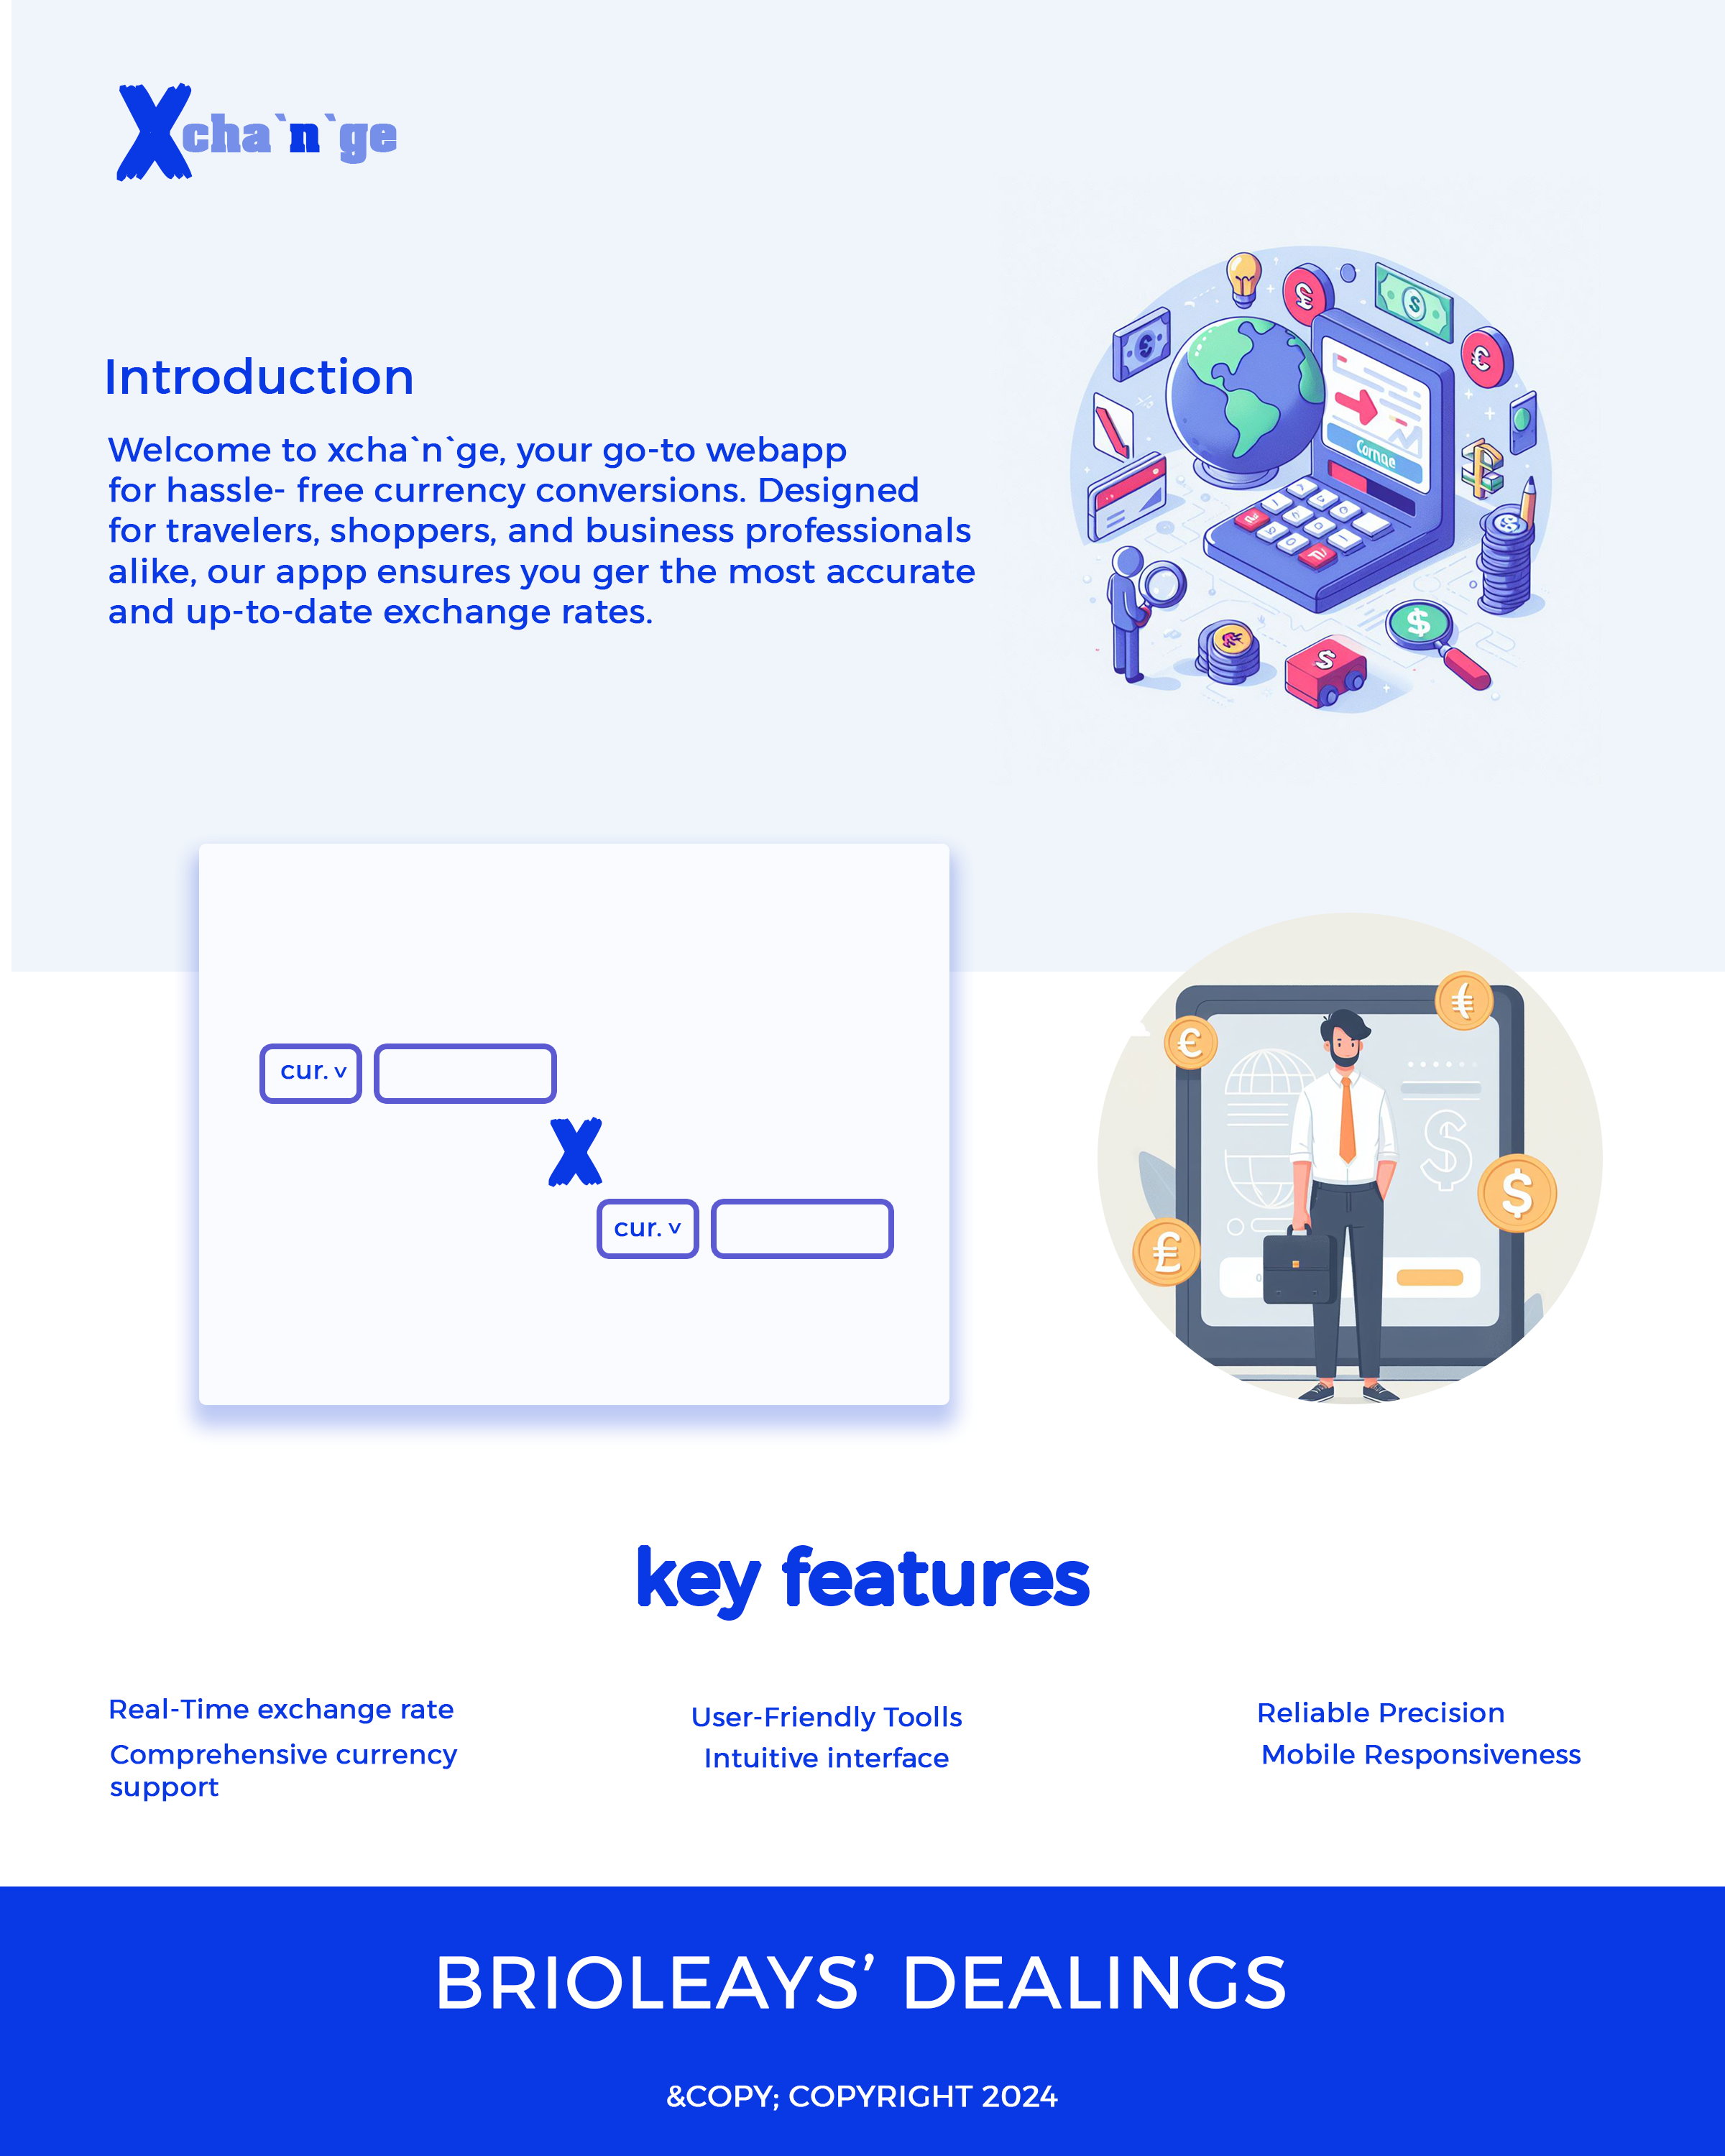 Xcha`n`ge
Introduction
Welcome to xcha`n`ge, your go-to webapp
for hassle- free currency conversions. Designed
for travelers, shoppers, and business professionals
alike, our appp ensures you ger the most accurate
and up-to-date exchange rates.
cur. v
X
cur. v
key features
Real-Time exchange rate
Comprehensive currency
support
User-Friendly Toolls
Intuitive interface
Reliable Precision
Mobile Responsiveness
BRIOLEAYS’ DEALINGS
&COPY; COPYRIGHT 2024